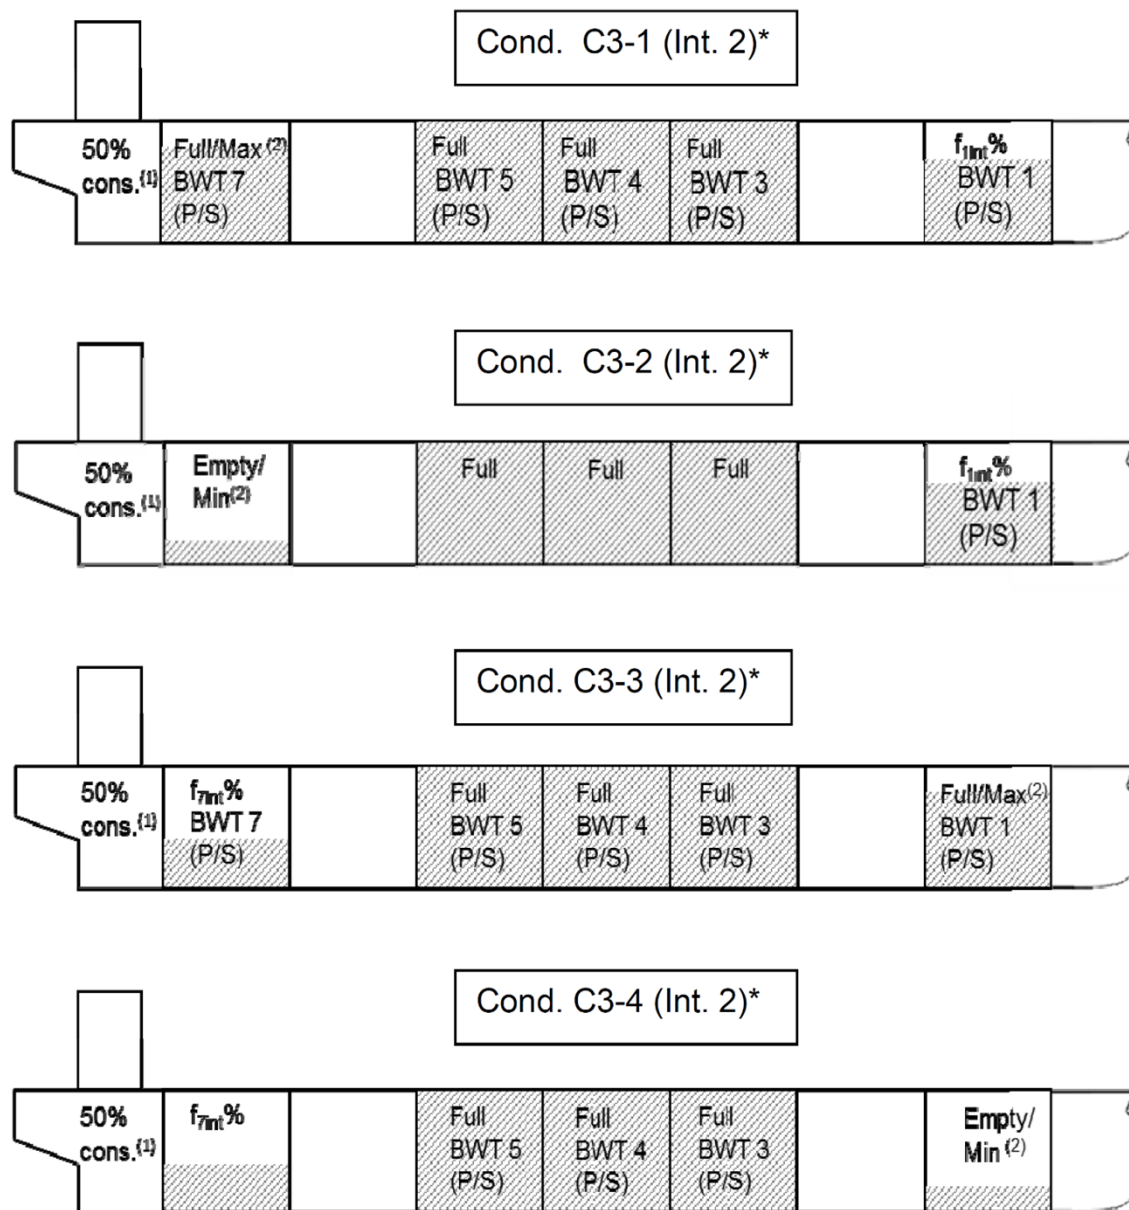 Cond. C3-1 (Int. 2)*
50%
cons.(1)
Full/Max(2)
BWT 7
(P/S)
Full
BWT 5
(P/S)
Full
BWT 4
(P/S)
Full
BWT 3
(P/S)
f1int%
BWT 1
(P/S)
Cond. C3-2 (Int. 2)*
50%
cons.(1)
Empty/
Min(2)
Full
Full
Full
f1int%
BWT 1
(P/S)
Cond. C3-3 (Int. 2)*
50%
cons.(1)
f7int%
BWT 7
(P/S)
Full
BWT 5
(P/S)
Full
BWT 4
(P/S)
Full
BWT 3
(P/S)
Full/Max(2)
BWT 1
(P/S)
Cond. C3-4 (Int. 2)*
50%
cons.(1)
f7int%
Full
BWT 5
(P/S)
Full
BWT 4
(P/S)
Full
BWT 3
(P/S)
Empty/
Min (2)